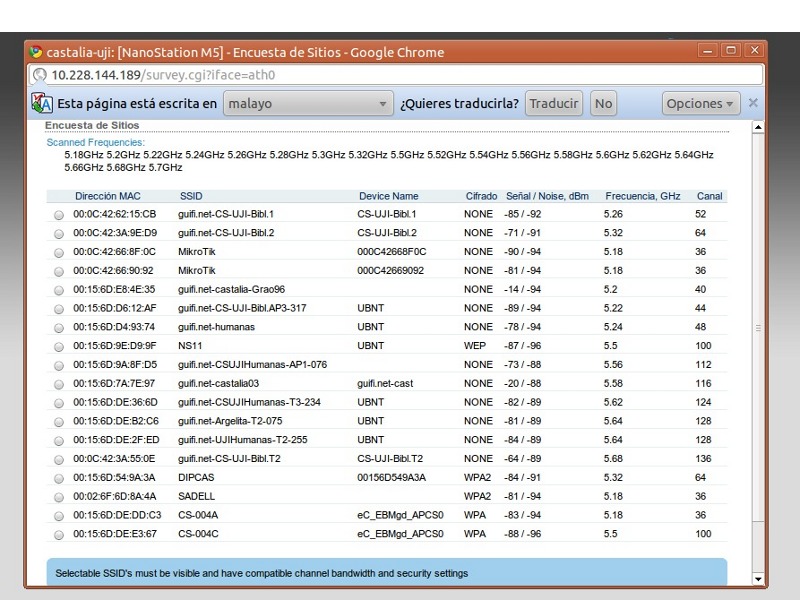 castalia-uji: [NanoStation M5] - Encuesta de Sitios - Google Chrome
10.228.144.189/survey.cgi?iface=ath0
Esta página está escrita en malayo ¿Quieres traducirla? Traducir No Opciones
Encuesta de Sitios
Scanned Frequencies:
5.18GHz 5.2GHz 5.22GHz 5.24GHz 5.26GHz 5.28GHz 5.3GHz 5.32GHz 5.5GHz 5.52GHz 5.54GHz 5.56GHz 5.58GHz 5.6GHz 5.62GHz 5.64GHz
5.66GHz 5.68GHz 5.7GHz
Dirección MAC SSID Device Name Cifrado Señal / Noise, dBm Frecuencia, GHz Canal
00:0C:42:62:15:CB guifi.net-CS-UJI-Bibl.1 CS-UJI-Bibl.1 NONE -85 / -92 5.26 52
00:0C:42:3A:9E:D9 guifi.net-CS-UJI-Bibl.2 CS-UJI-Bibl.2 NONE -71 / -91 5.32 64
00:0C:42:66:8F:0C MikroTik 000C42668F0C NONE -90 / -94 5.18 36
00:0C:42:66:90:92 MikroTik 000C42669092 NONE -81 / -94 5.18 36
00:15:6D:E8:4E:35 guifi.net-castalia-Grao96 NONE -14 / -94 5.2 40
00:15:6D:D6:12:AF guifi.net-CS-UJI-Bibl.AP3-317 UBNT NONE -89 / -94 5.22 44
00:15:6D:D4:93:74 guifi.net-humanas UBNT NONE -78 / -94 5.24 48
00:15:6D:9E:D9:9F NS11 UBNT WEP -87 / -96 5.5 100
00:15:6D:9A:8F:D5 guifi.net-CSUJIHumanas-AP1-076 NONE -73 / -88 5.56 112
00:15:6D:7A:7E:97 guifi.net-castalia03 guifi.net-cast NONE -20 / -88 5.58 116
00:15:6D:DE:36:6D guifi.net-CSUJIHumanas-T3-234 UBNT NONE -82 / -89 5.62 124
00:15:6D:DE:B2:C6 guifi.net-Argelita-T2-075 UBNT NONE -81 / -89 5.64 128
00:15:6D:DE:2F:ED guifi.net-UJIHumanas-T2-255 UBNT NONE -84 / -89 5.64 128
00:0C:42:3A:55:0E guifi.net-CS-UJI-Bibl.T2 CS-UJI-Bibl.T2 NONE -64 / -89 5.68 136
00:15:6D:54:9A:3A DIPCAS 00156D549A3A WPA2 -84 / -91 5.32 64
00:02:6F:6D:8A:4A SADELL WPA2 -81 / -94 5.18 36
00:15:6D:DE:DD:C3 CS-004A eC_EBMgd_APCS0 WPA -83 / -94 5.18 36
00:15:6D:DE:E3:67 CS-004C eC_EBMgd_APCS0 WPA -88 / -96 5.5 100
Selectable SSID's must be visible and have compatible channel bandwidth and security settings